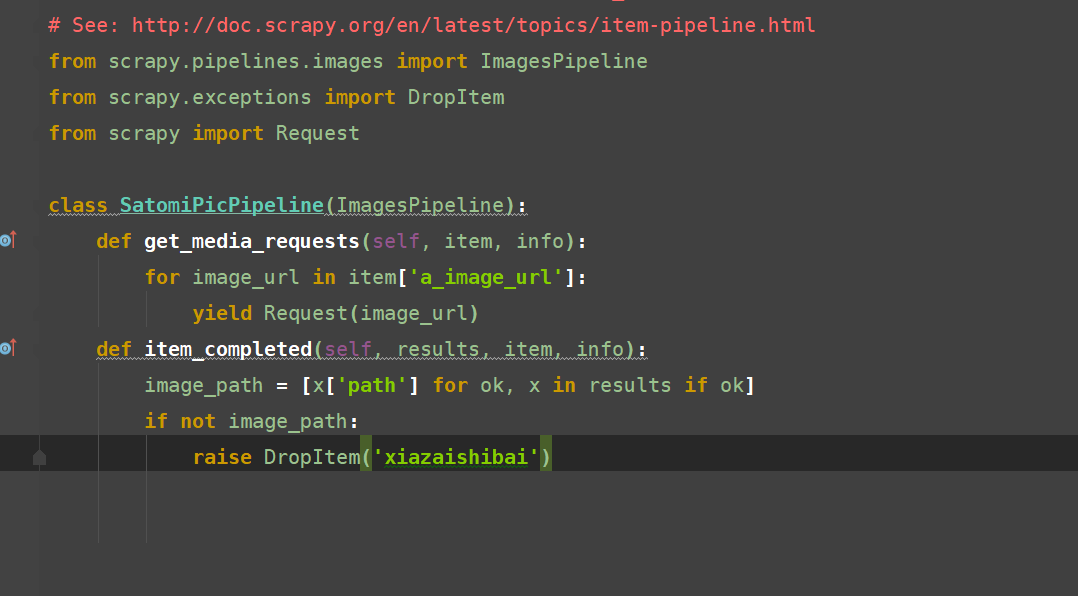 # See: http://doc.scrapy.org/en/latest/topics/item-pipeline.html
from scrapy.pipelines.images import ImagesPipeline
from scrapy.exceptions import DropItem
from scrapy import Request
class SatomiPicPipeline(ImagesPipeline):
    def get_media_requests(self, item, info):
        for image_url in item['a_image_url']:
            yield Request(image_url)
    def item_completed(self, results, item, info):
        image_path = [x['path'] for ok, x in results if ok]
        if not image_path:
            raise DropItem('xiazaishibai')